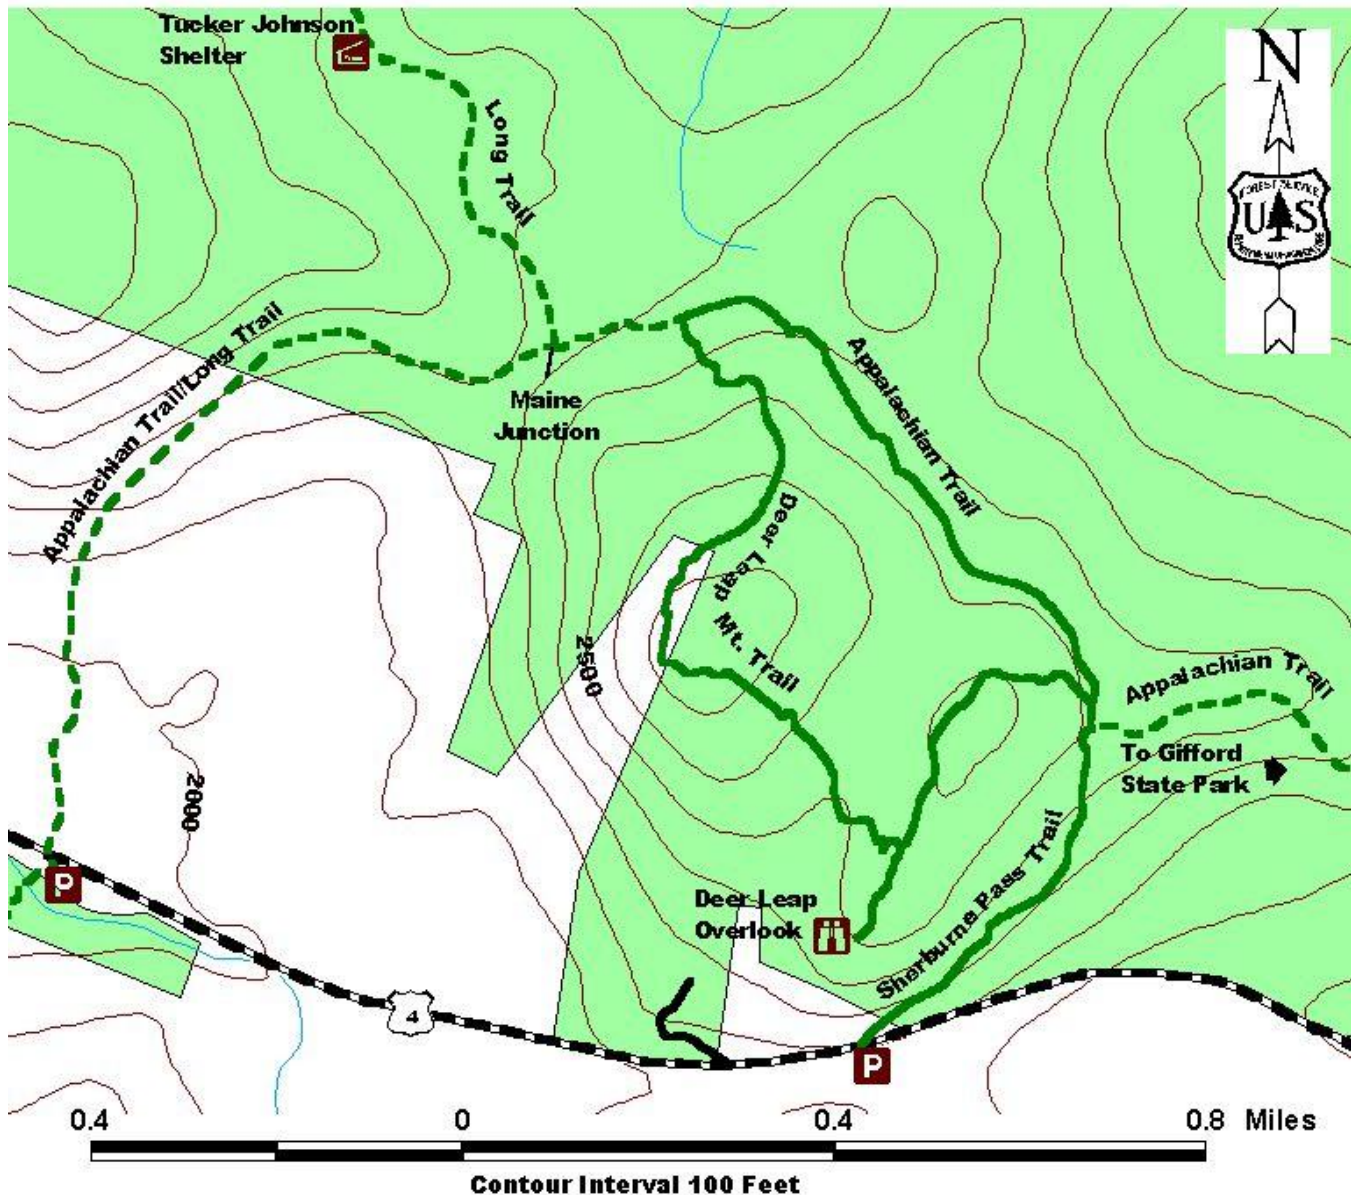 Tucker Johnson
Shelter
N
FOREST SERVICE
U S
Long Trail
Appalachian Trail/Long Trail
Maine
Junction
Appalachian Trail
Deer Leap
Mt. Trail
2500
Appalachian Trail
To Gifford
State Park
2000
P
Deer Leap
Overlook
Sherburne Pass Trail
4
P
0.4 0 0.4 0.8 Miles
Contour Interval 100 Feet